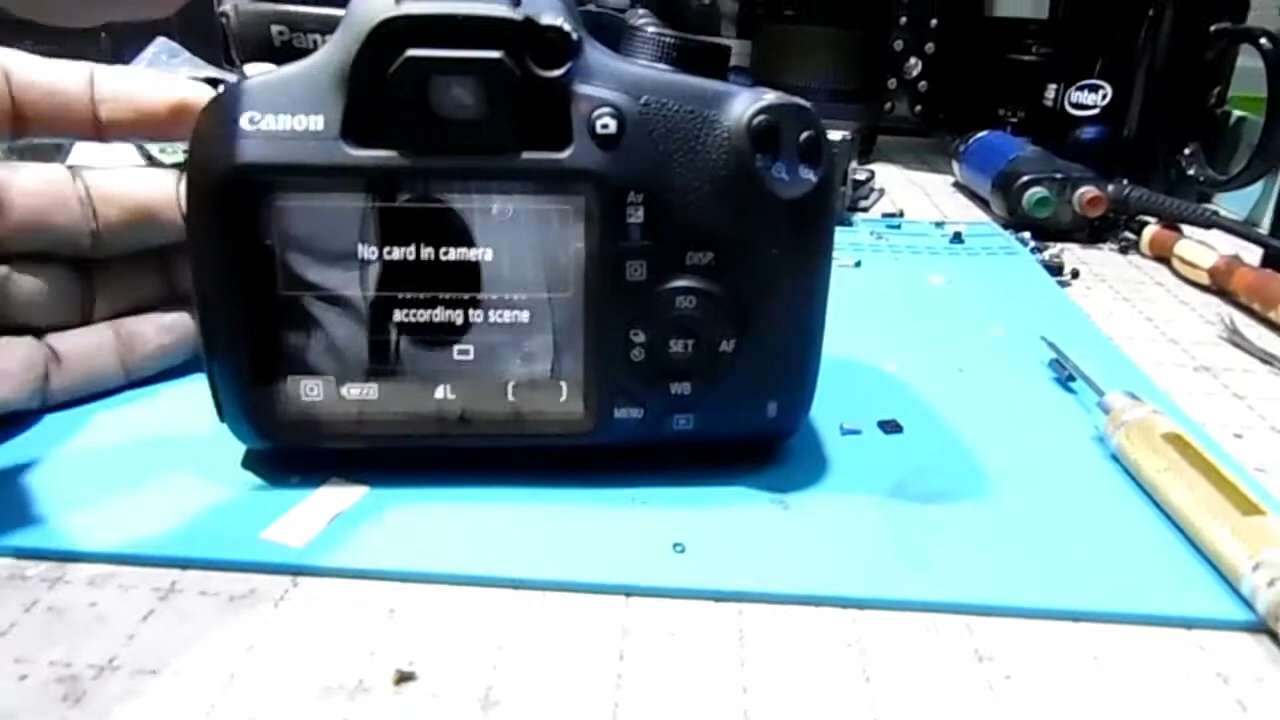 Pana
Canon
intel
Av
No card in camera
DISP.
ISO
according to scene
SET
AF
L
WB
MENU